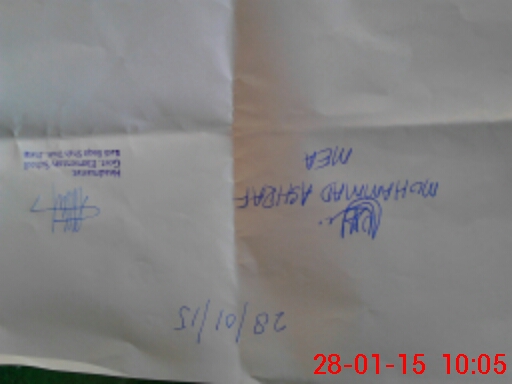 28/01/15
MOHAMMAD ASHRAF
MEA
Headmaster
Govt. Elementary School
28-01-15 10:05